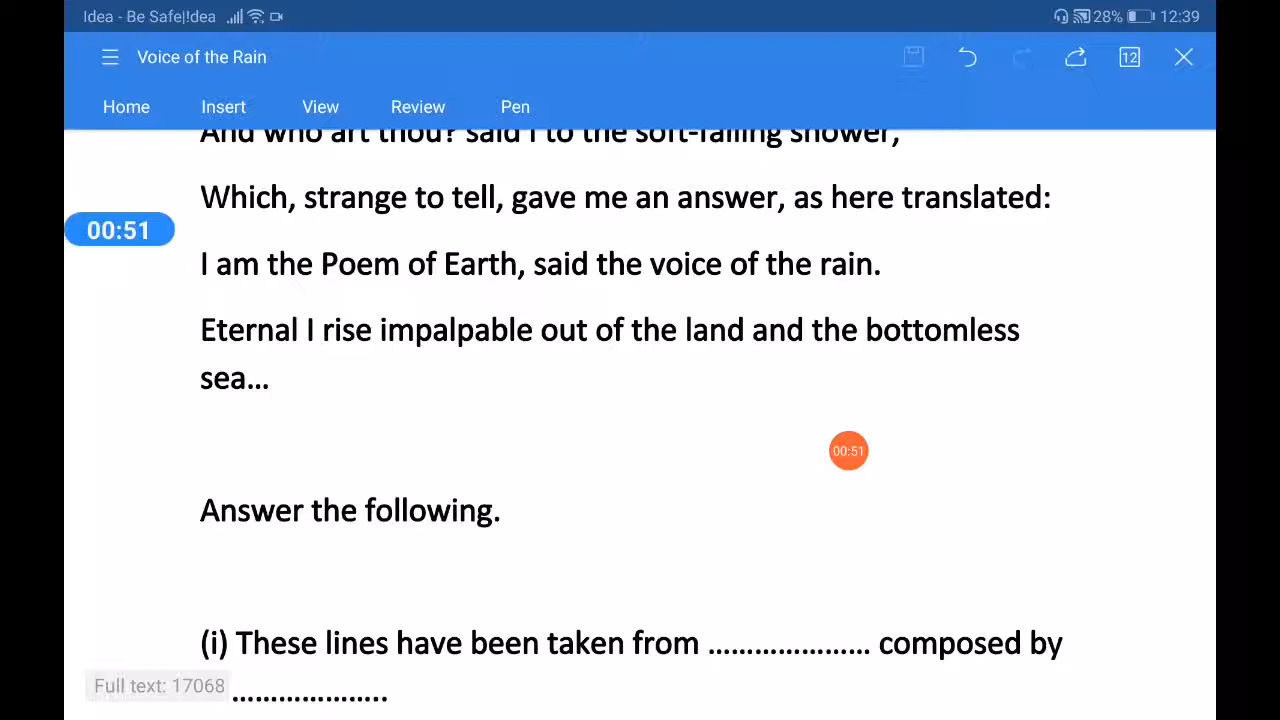 Idea - Be Safe|!dea 28% 12:39
Voice of the Rain 12
Home Insert View Review Pen
And who art thou? said I to the soft-falling shower,
Which, strange to tell, gave me an answer, as here translated:
00:51
I am the Poem of Earth, said the voice of the rain.
Eternal I rise impalpable out of the land and the bottomless
sea...
00:51
Answer the following.
(i) These lines have been taken from ………………… composed by
Full text: 17068 ………………..